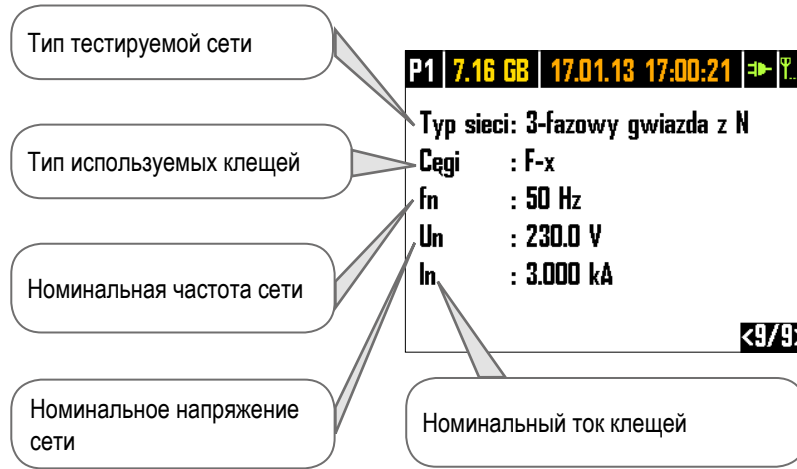 Тип тестируемой сети
P1 7.16 GB 17.01.13 17:00:21
Typ sieci: 3-fazowy gwiazda z N
Тип используемых клещей
Cęgi : F-x
fn : 50 Hz
Un : 230.0 V
In : 3.000 kA
Номинальная частота сети
<9/9>
Номинальное напряжение
сети
Номинальный ток клещей